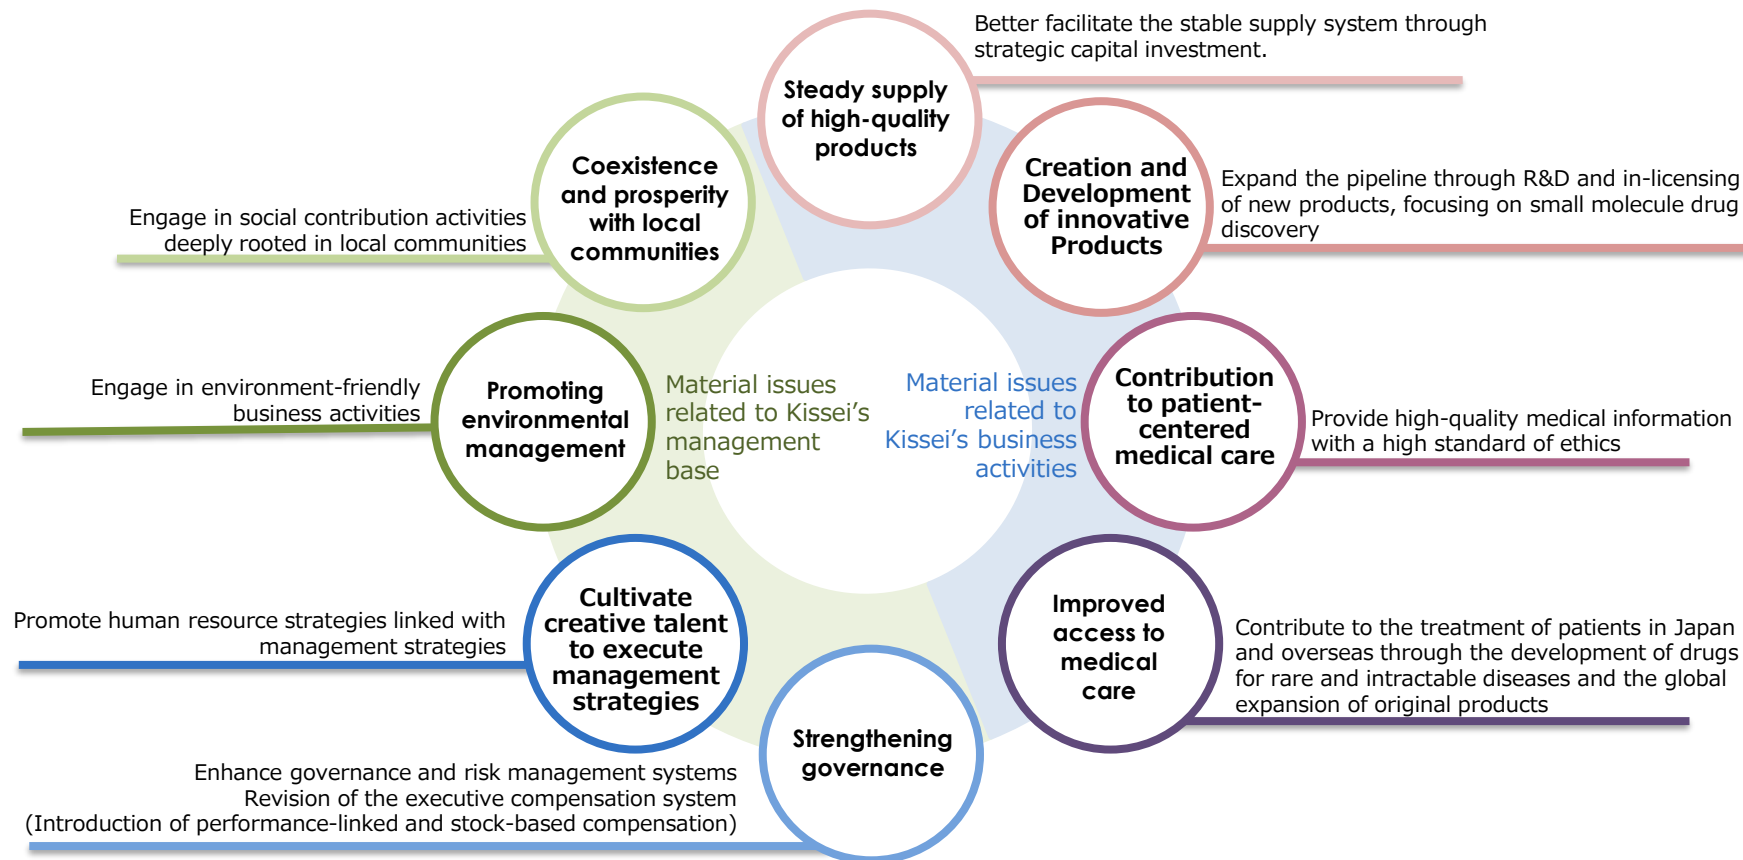 Better facilitate the stable supply system through
strategic capital investment.
Steady supply
of high-quality
products
Creation and
Development
of innovative
Products
Expand the pipeline through R&D and in-licensing
of new products, focusing on small molecule drug
discovery
Coexistence
and prosperity
with local
communities
Engage in social contribution activities
deeply rooted in local communities
Contribution
to patient-
centered
medical care
Provide high-quality medical information
with a high standard of ethics
Material issues
related to
Kissei’s business
activities
Material issues
related to Kissei’s
management
base
Promoting
environmental
management
Engage in environment-friendly
business activities
Improved
access to
medical
care
Contribute to the treatment of patients in Japan
and overseas through the development of drugs
for rare and intractable diseases and the global
expansion of original products
Cultivate
creative talent
to execute
management
strategies
Promote human resource strategies linked with
management strategies
Strengthening
governance
Enhance governance and risk management systems
Revision of the executive compensation system
(Introduction of performance-linked and stock-based compensation)